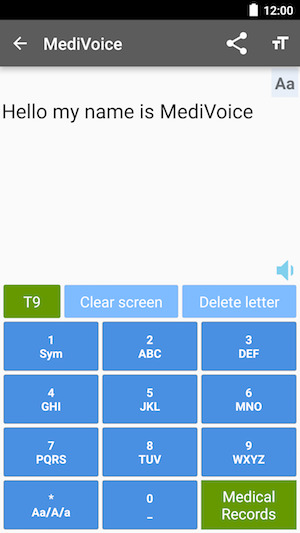 12:00
MediVoice
Aa
Hello my name is MediVoice
T9
Clear screen
Delete letter
1
Sym
2
ABC
3
DEF
4
GHI
5
JKL
6
MNO
7
PQRS
8
TUV
9
WXYZ
*
Aa/A/a
0
_
Medical
Records